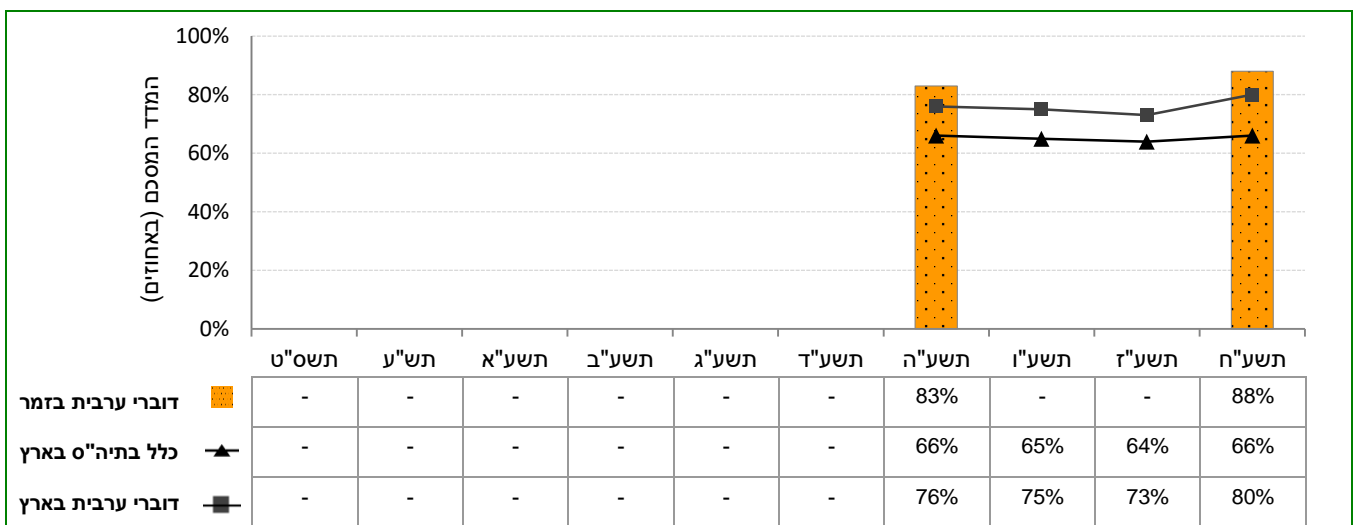 המדד המסכם (באחוזים)
100%
80%
60%
40%
20%
0%
תשס"ט תש"ע תשע"א תשע"ב תשע"ג תשע"ד תשע"ה תשע"ו תשע"ז תשע"ח
דוברי ערבית בזמר - - - - - - 83% - - 88%
כלל בתיה"ס בארץ - - - - - - 66% 65% 64% 66%
דוברי ערבית בארץ - - - - - - 76% 75% 73% 80%